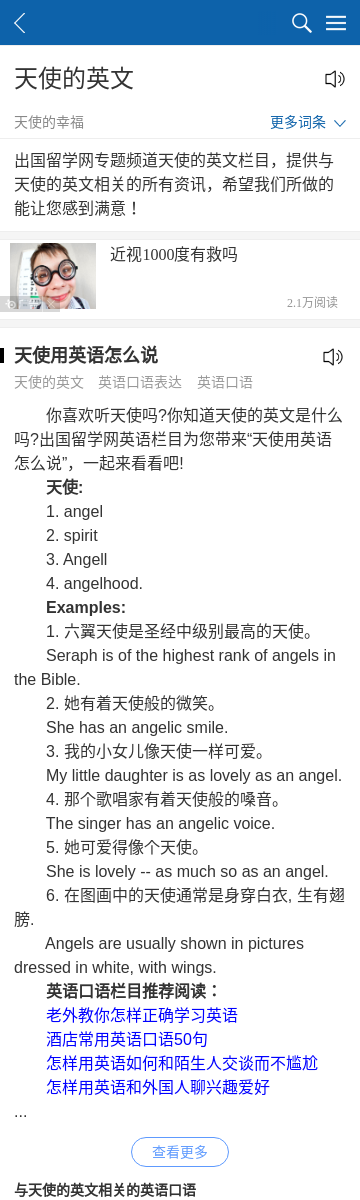 天使的英文
天使的幸福 更多词条
出国留学网专题频道天使的英文栏目，提供与
天使的英文相关的所有资讯，希望我们所做的
能让您感到满意！
近视1000度有救吗
2.1万阅读
天使用英语怎么说
天使的英文 英语口语表达 英语口语
你喜欢听天使吗?你知道天使的英文是什么
吗?出国留学网英语栏目为您带来“天使用英语
怎么说”，一起来看看吧!
天使:
1. angel
2. spirit
3. Angell
4. angelhood.
Examples:
1. 六翼天使是圣经中级别最高的天使。
Seraph is of the highest rank of angels in
the Bible.
2. 她有着天使般的微笑。
She has an angelic smile.
3. 我的小女儿像天使一样可爱。
My little daughter is as lovely as an angel.
4. 那个歌唱家有着天使般的嗓音。
The singer has an angelic voice.
5. 她可爱得像个天使。
She is lovely -- as much so as an angel.
6. 在图画中的天使通常是身穿白衣, 生有翅
膀.
Angels are usually shown in pictures
dressed in white, with wings.
英语口语栏目推荐阅读：
老外教你怎样正确学习英语
酒店常用英语口语50句
怎样用英语如何和陌生人交谈而不尴尬
怎样用英语和外国人聊兴趣爱好
...
查看更多
与天使的英文相关的英语口语